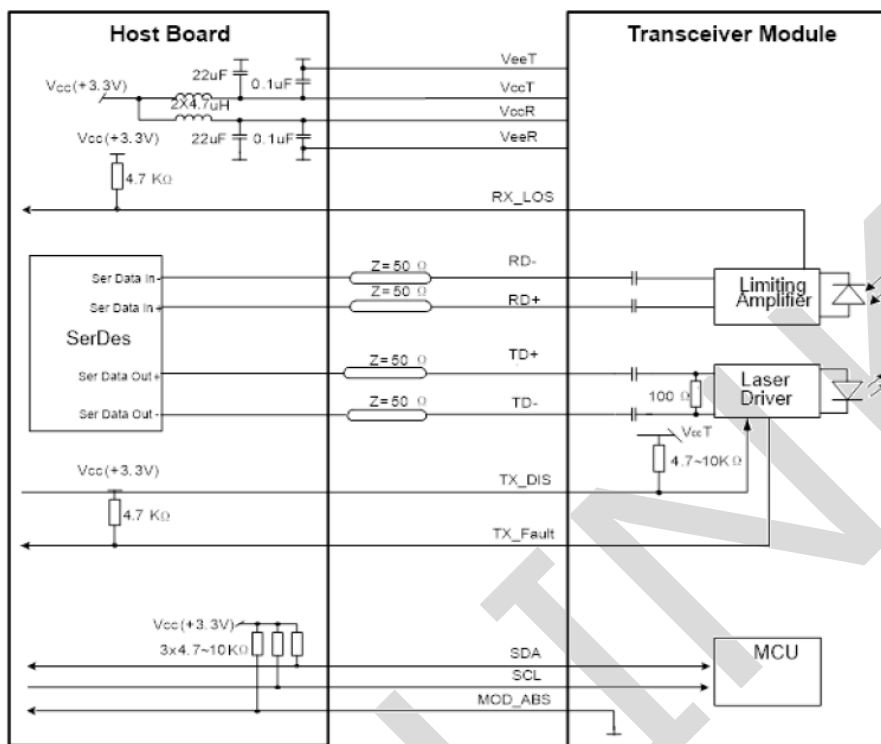 Host Board
Transceiver Module
VeeT
22uF
0.1uF
Vcc(+3.3V)
VccT
2X4.7uH
VccR
22uF
0.1uF
VeeR
Vcc(+3.3V)
4.7 KΩ
RX_LOS
Z=50 Ω
RD-
Ser Data In-
Limiting
Amplifier
Z=50 Ω
RD+
Ser Data In+
SerDes
Z=50 Ω
TD+
Ser Data Out+
Laser
Driver
100 Ω
Z=50 Ω
TD-
Ser Data Out-
VccT
4.7~10KΩ
Vcc(+3.3V)
TX_DIS
4.7 KΩ
TX_Fault
Vcc(+3.3V)
3x4.7~10KΩ
SDA
MCU
SCL
MOD_ABS